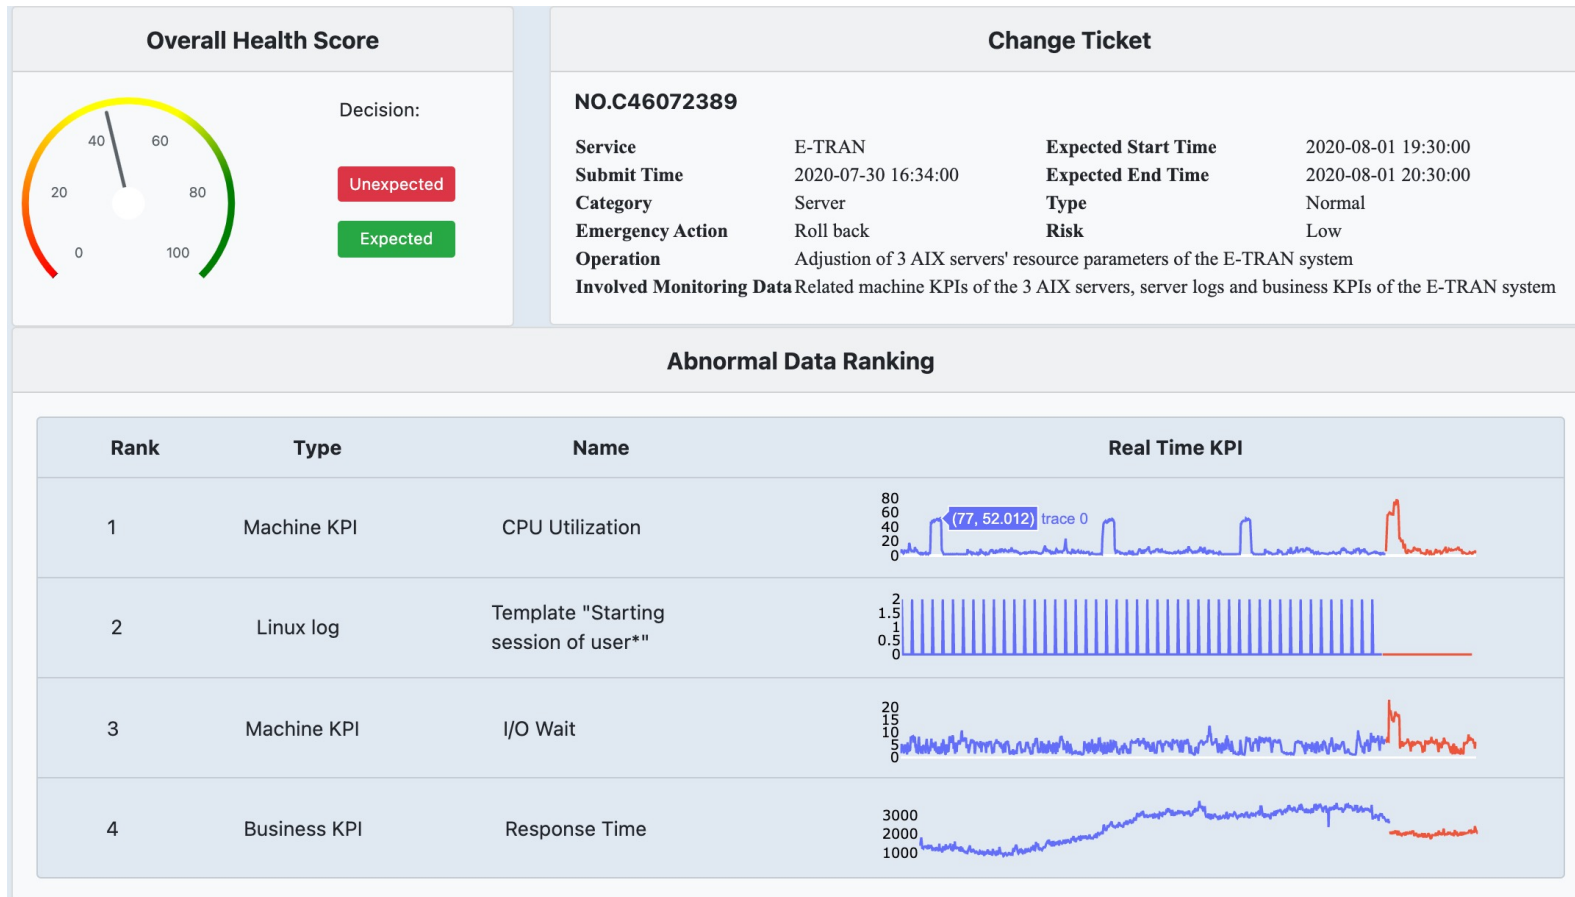 Overall Health Score
40
60
20
80
0
100
Decision:
Unexpected
Expected
Change Ticket
NO.C46072389
Service E-TRAN Expected Start Time 2020-08-01 19:30:00
Submit Time 2020-07-30 16:34:00 Expected End Time 2020-08-01 20:30:00
Category Server Type Normal
Emergency Action Roll back Risk Low
Operation Adjustion of 3 AIX servers' resource parameters of the E-TRAN system
Involved Monitoring Data Related machine KPIs of the 3 AIX servers, server logs and business KPIs of the E-TRAN system
Abnormal Data Ranking
Rank Type Name Real Time KPI
1 Machine KPI CPU Utilization
80
60
40
20
0
(77, 52.012) trace 0
2 Linux log
Template "Starting
session of user*"
2
1.5
1
0.5
0
3 Machine KPI I/O Wait
20
15
10
5
0
4 Business KPI Response Time
3000
2000
1000